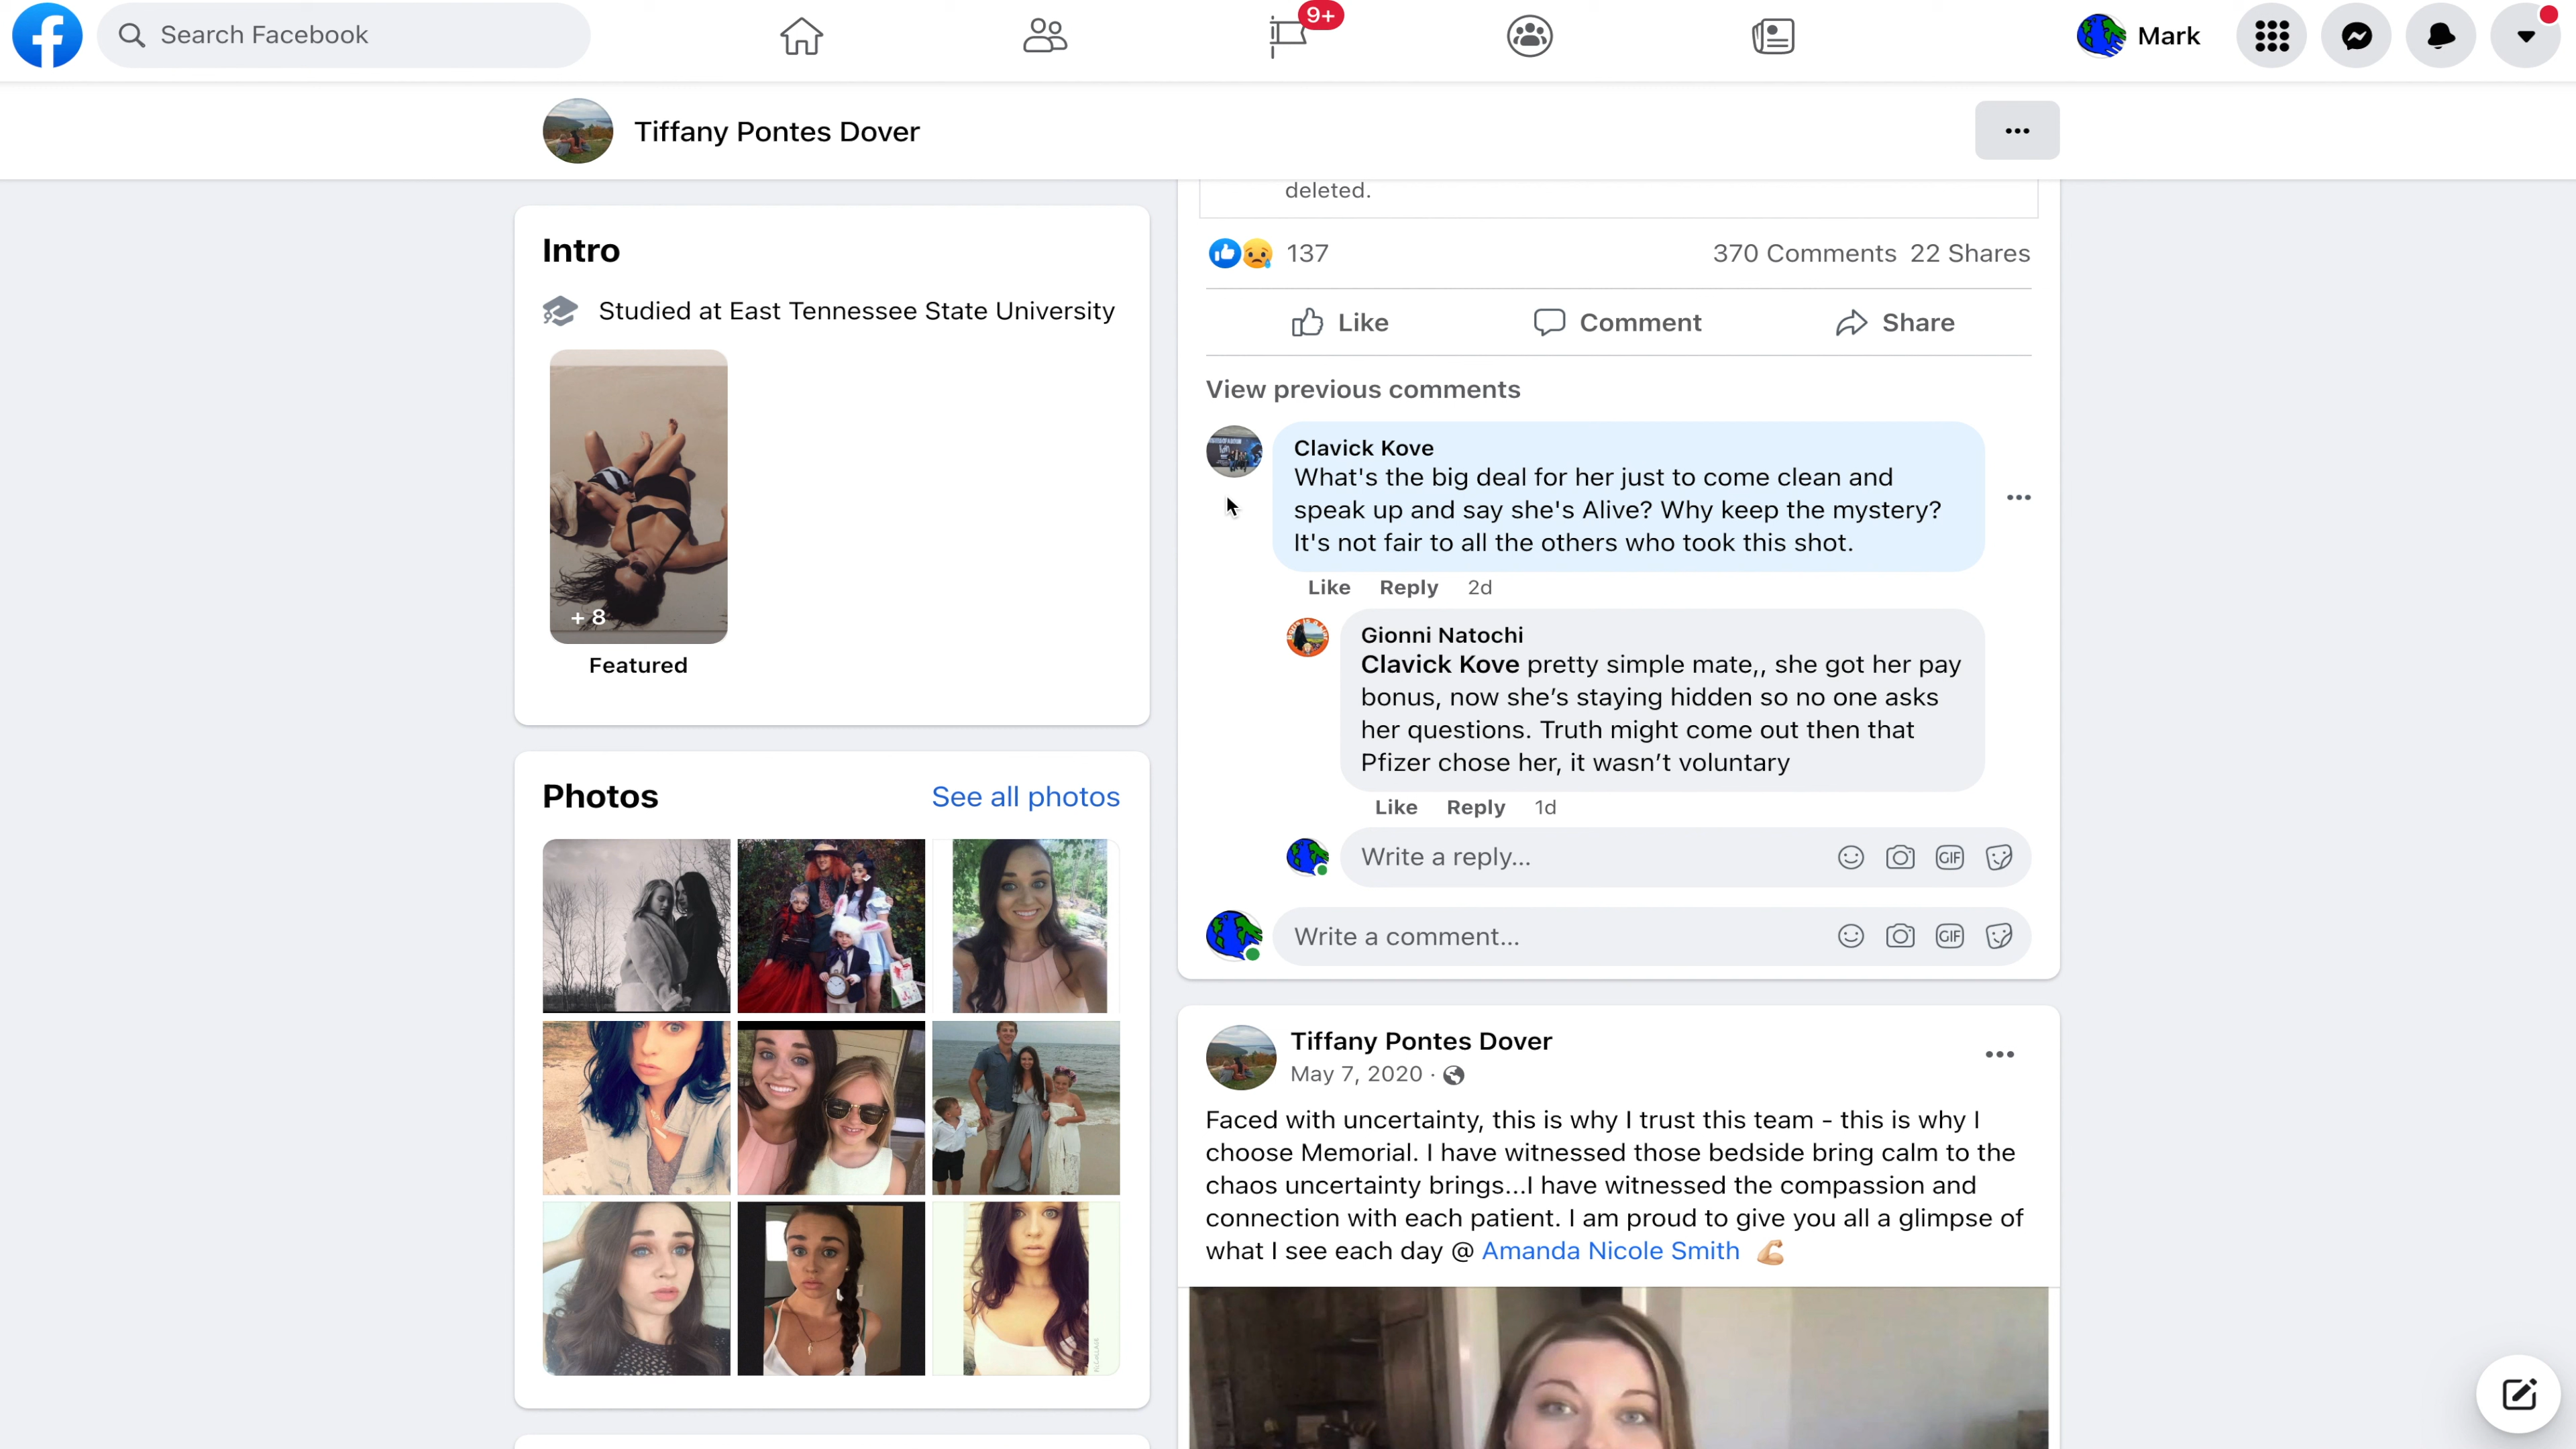 Search Facebook
9+
Mark
Tiffany Pontes Dover
...
Intro
Studied at East Tennessee State University
+ 8
Featured
Photos
See all photos
deleted.
137
370 Comments 22 Shares
Like Comment Share
View previous comments
Clavick Kove
What's the big deal for her just to come clean and
speak up and say she's Alive? Why keep the mystery?
It's not fair to all the others who took this shot.
Like Reply 2d
Gionni Natochi
Clavick Kove pretty simple mate,, she got her pay
bonus, now she’s staying hidden so no one asks
her questions. Truth might come out then that
Pfizer chose her, it wasn’t voluntary
Like Reply 1d
Write a reply...
GIF
Write a comment...
GIF
Tiffany Pontes Dover
May 7, 2020 ·
Faced with uncertainty, this is why I trust this team - this is why I
choose Memorial. I have witnessed those bedside bring calm to the
chaos uncertainty brings...I have witnessed the compassion and
connection with each patient. I am proud to give you all a glimpse of
what I see each day @ Amanda Nicole Smith